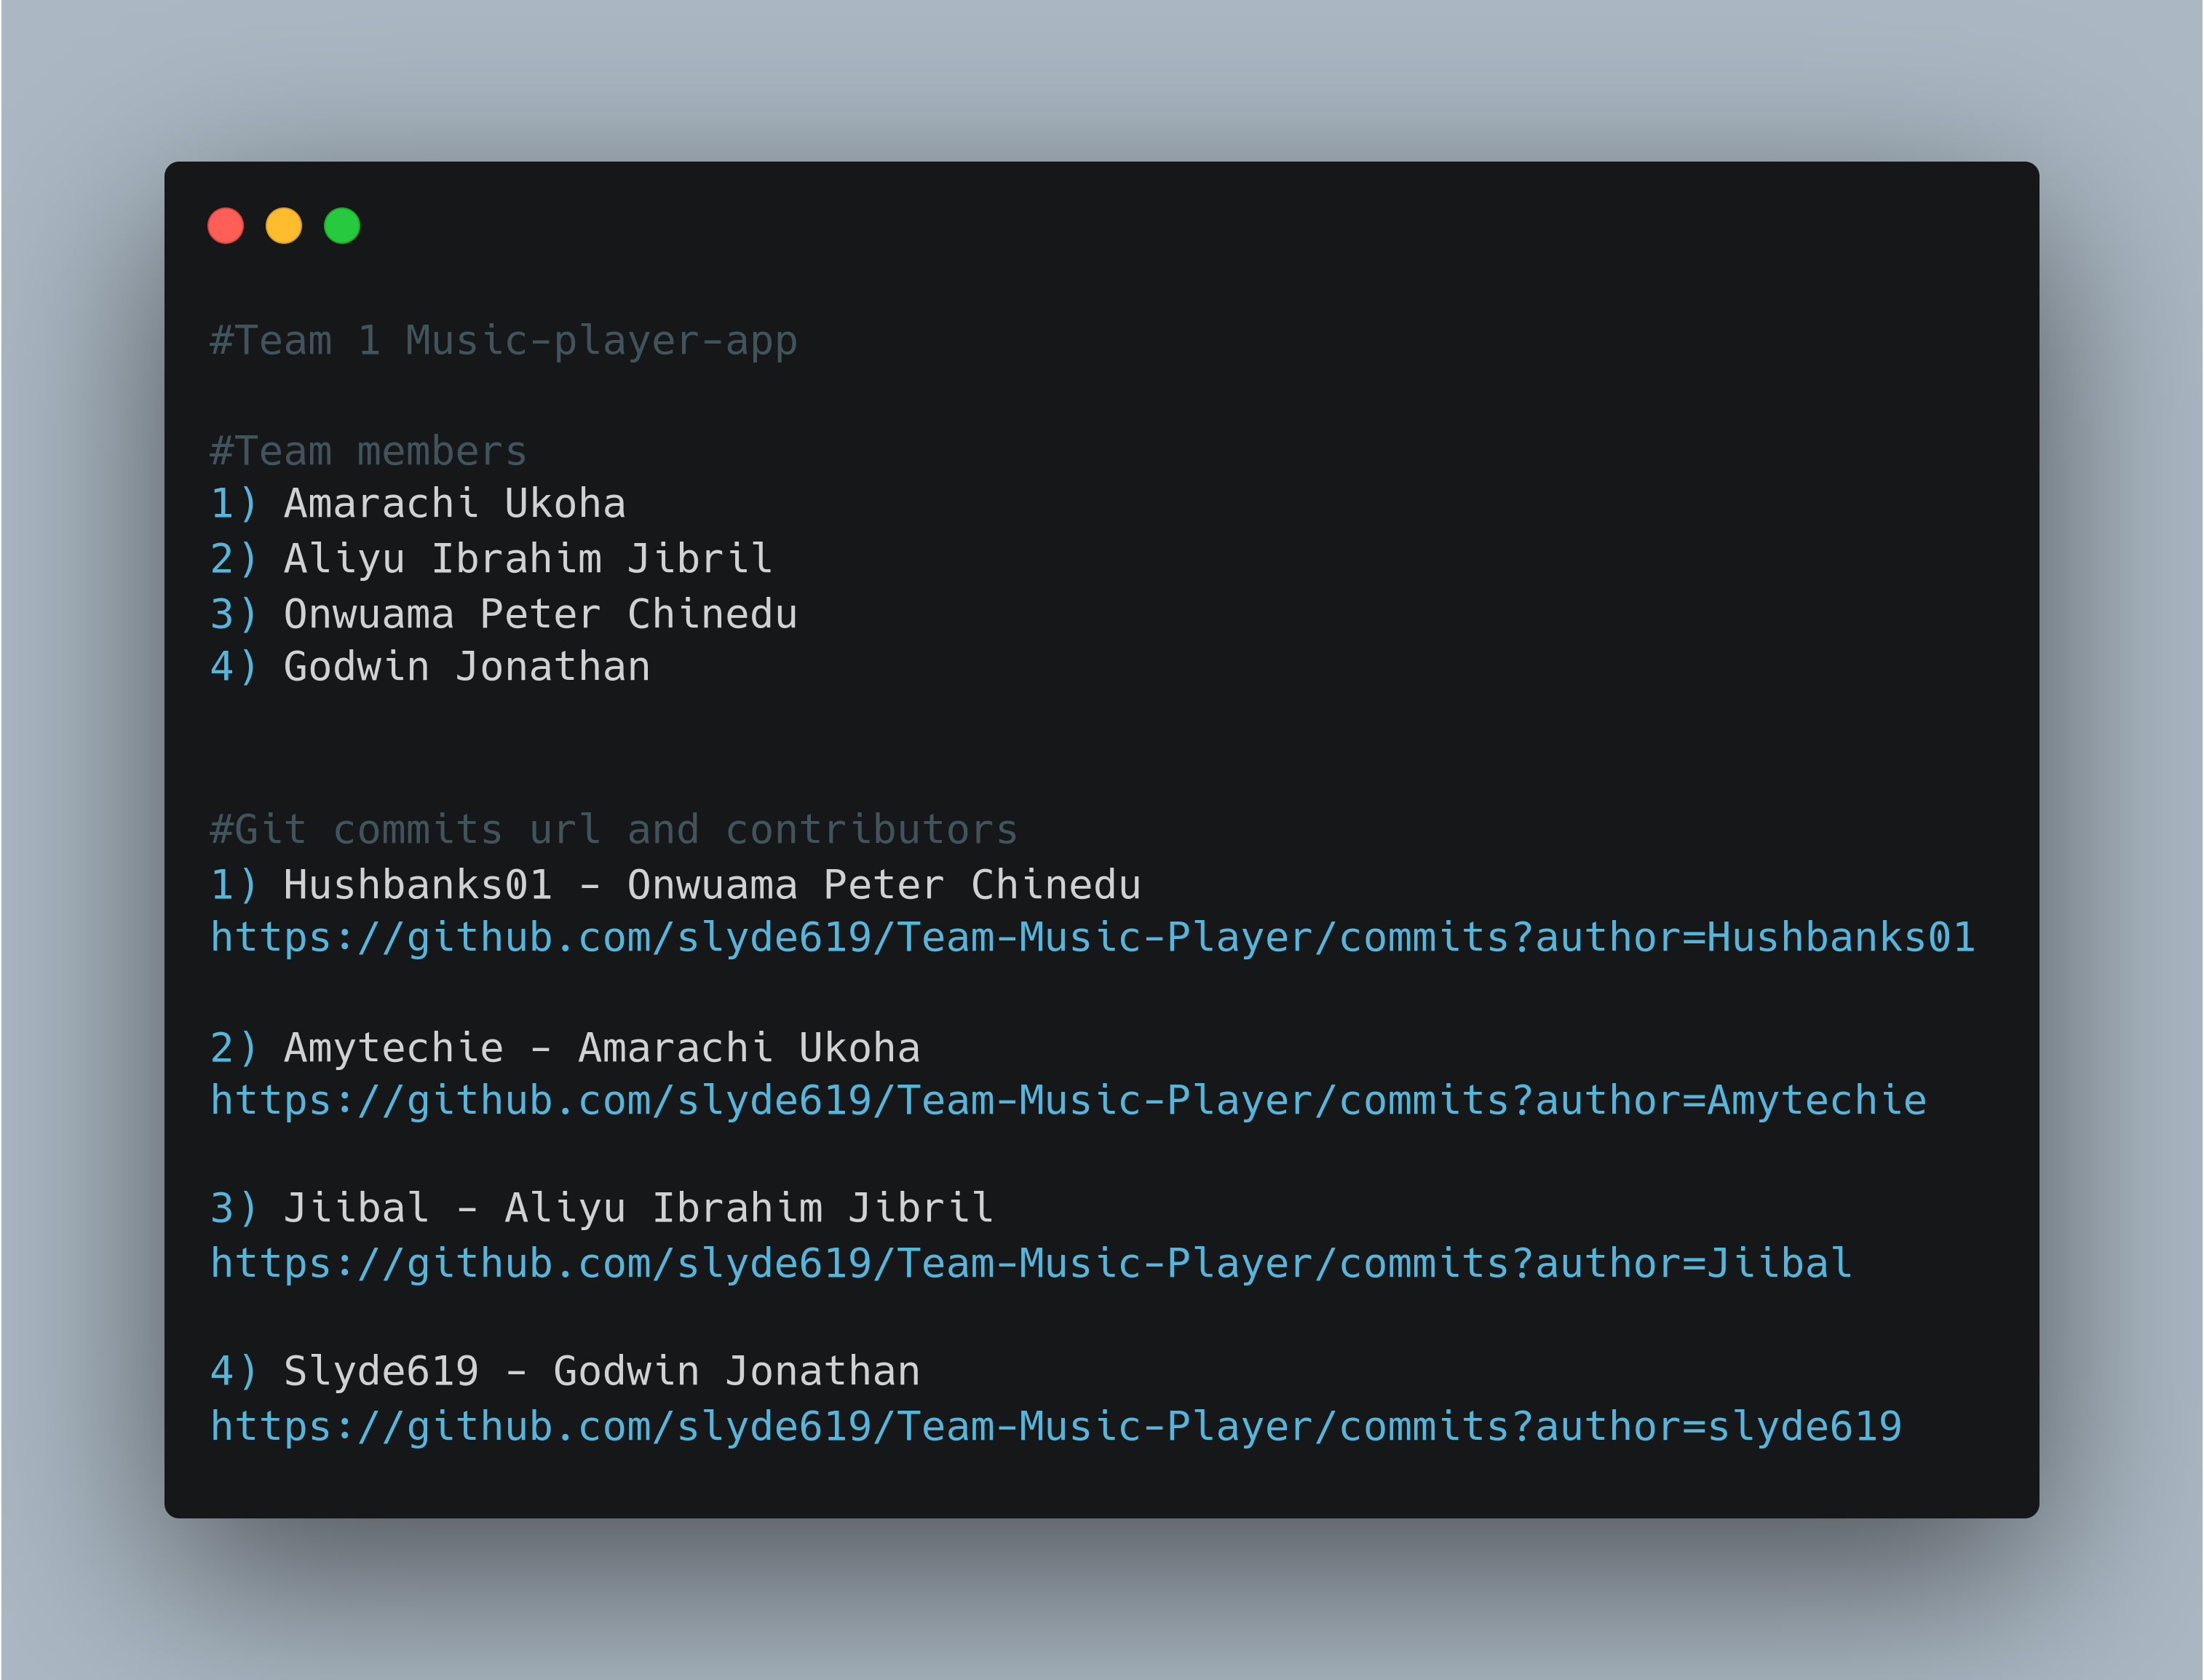 #Team 1 Music-player-app
#Team members
1) Amarachi Ukoha
2) Aliyu Ibrahim Jibril
3) Onwuama Peter Chinedu
4) Godwin Jonathan
#Git commits url and contributors
1) Hushbanks01 - Onwuama Peter Chinedu
https://github.com/slyde619/Team-Music-Player/commits?author=Hushbanks01
2) Amytechie - Amarachi Ukoha
https://github.com/slyde619/Team-Music-Player/commits?author=Amytechie
3) Jiibal - Aliyu Ibrahim Jibril
https://github.com/slyde619/Team-Music-Player/commits?author=Jiibal
4) Slyde619 - Godwin Jonathan
https://github.com/slyde619/Team-Music-Player/commits?author=slyde619